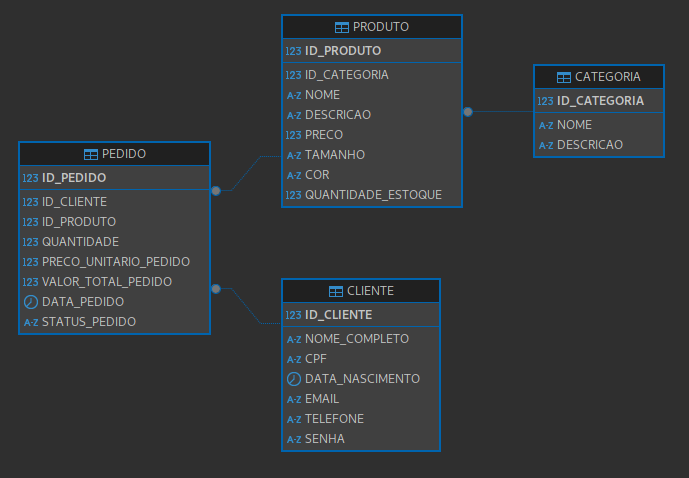 PRODUTO
123 ID_PRODUTO
123 ID_CATEGORIA
A-Z NOME
A-Z DESCRICAO
123 PRECO
A-Z TAMANHO
A-Z COR
123 QUANTIDADE_ESTOQUE
CATEGORIA
123 ID_CATEGORIA
A-Z NOME
A-Z DESCRICAO
PEDIDO
123 ID_PEDIDO
123 ID_CLIENTE
123 ID_PRODUTO
123 QUANTIDADE
123 PRECO_UNITARIO_PEDIDO
123 VALOR_TOTAL_PEDIDO
DATA_PEDIDO
A-Z STATUS_PEDIDO
CLIENTE
123 ID_CLIENTE
A-Z NOME_COMPLETO
A-Z CPF
DATA_NASCIMENTO
A-Z EMAIL
A-Z TELEFONE
A-Z SENHA